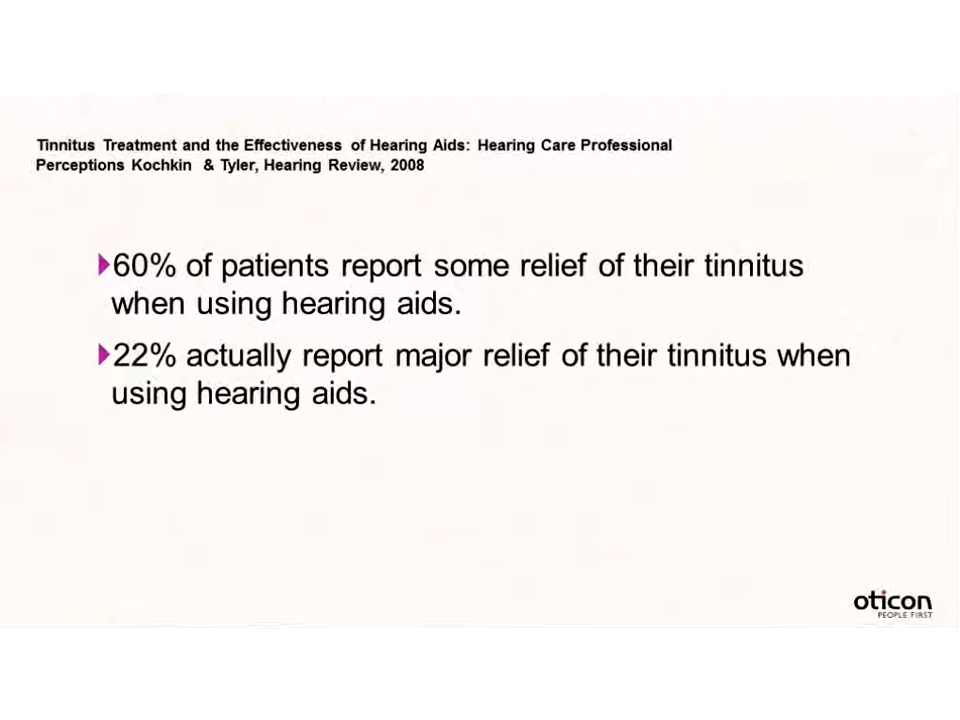 Tinnitus Treatment and the Effectiveness of Hearing Aids: Hearing Care Professional
Perceptions Kochkin & Tyler, Hearing Review, 2008
60% of patients report some relief of their tinnitus
when using hearing aids.
22% actually report major relief of their tinnitus when
using hearing aids.
oticon
PEOPLE FIRST